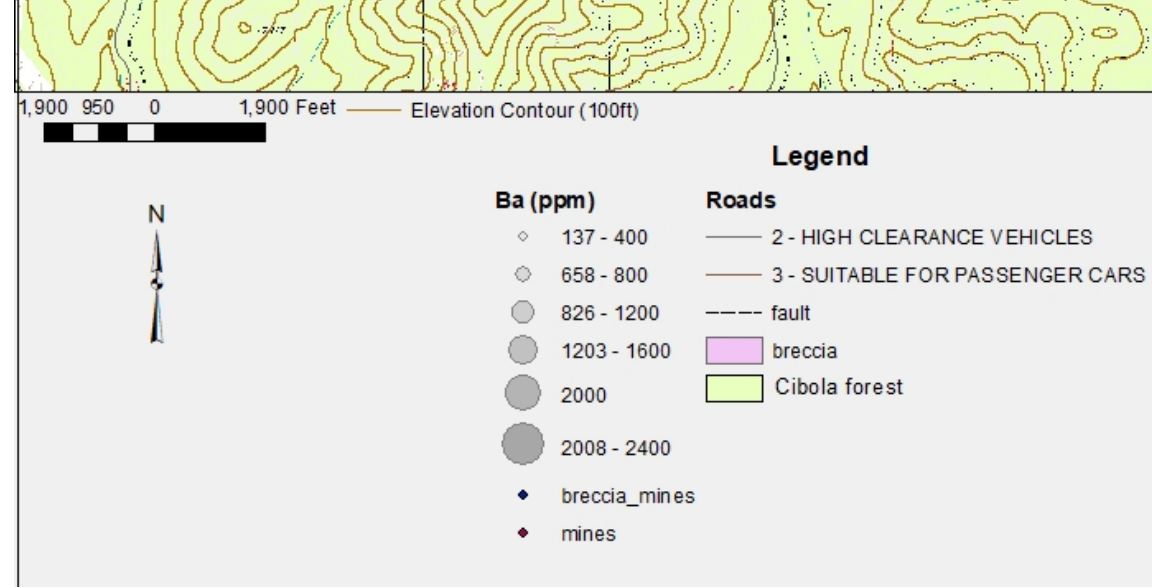 1,900 950 0 1,900 Feet
Elevation Contour (100ft)
N
Legend
Ba (ppm)
137 - 400
658 - 800
826 - 1200
1203 - 1600
2000
2008 - 2400
breccia_mines
mines
Roads
2 - HIGH CLEARANCE VEHICLES
3 - SUITABLE FOR PASSENGER CARS
fault
breccia
Cibola forest